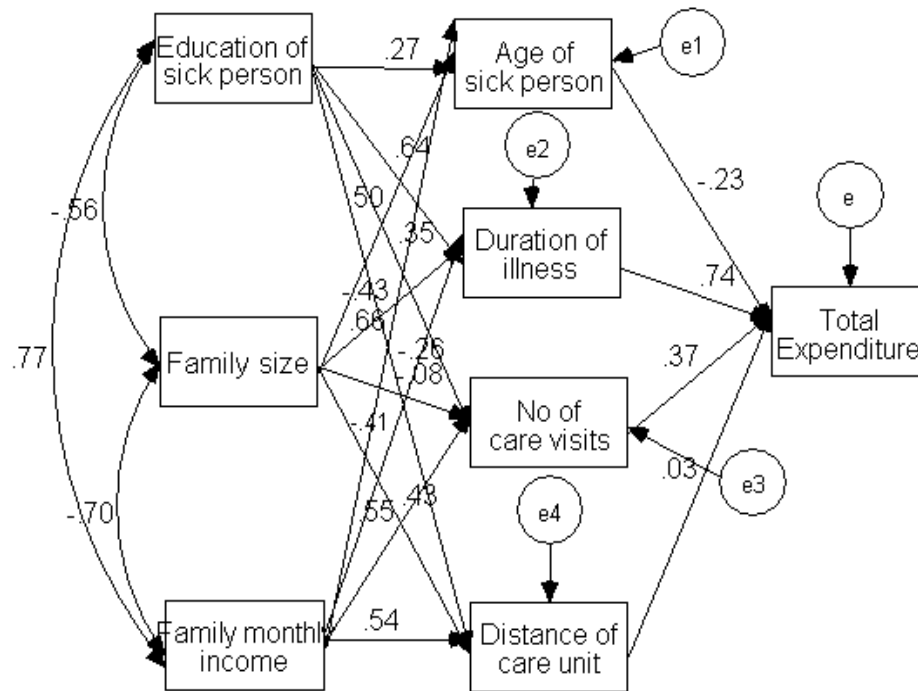 Education of
sick person
.27
Age of
sick person
e1
e2
.64
-.23
e
-.56
.50
.35
Duration of
illness
.74
-.43
.66
Total
Expenditure
.77
Family size
-.26
-.08
.37
-.41
No of
care visits
.03
e3
-.70
.55
.43
e4
Family monthl
income
.54
Distance of
care unit